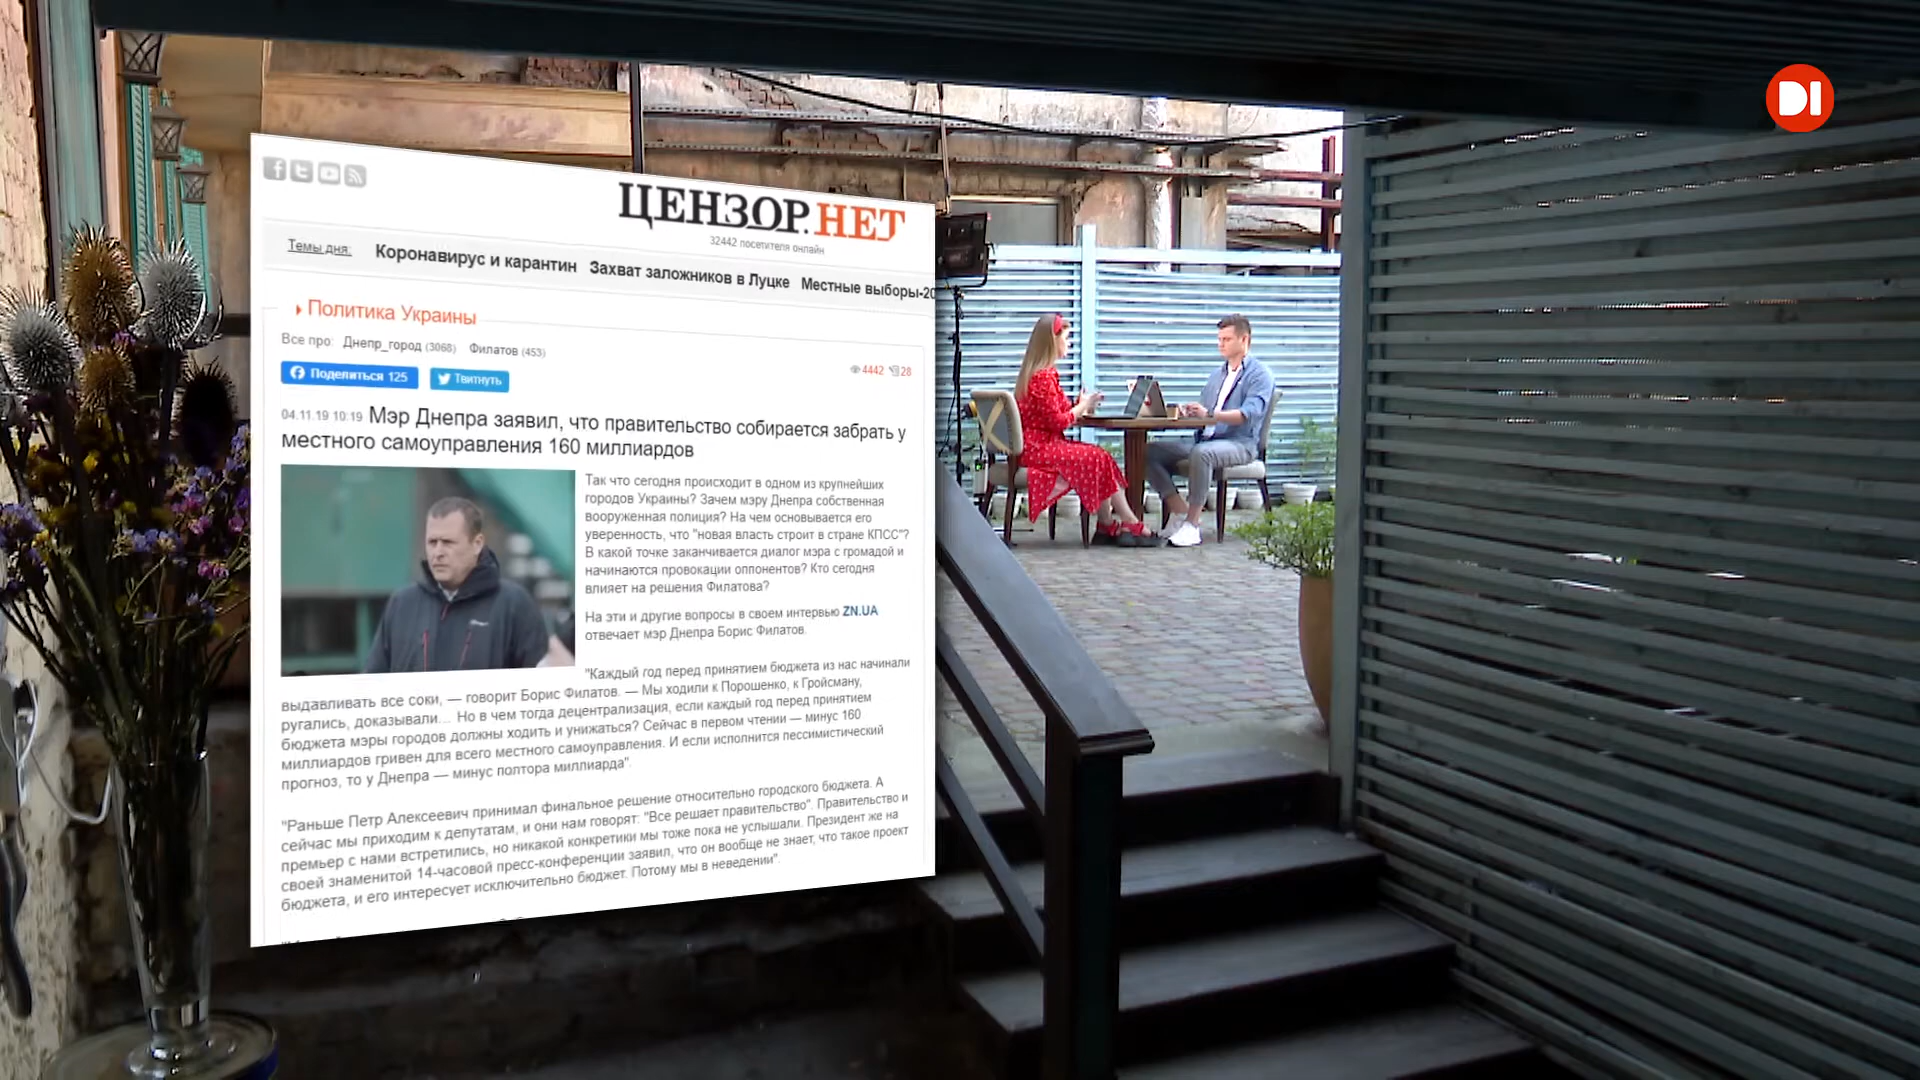 DI
ЦЕНЗОР.НЕТ
32442 посетителя онлайн
Темы дня: Коронавирус и карантин Захват заложников в Луцке Местные выборы-20
Политика Украины
Все про: Днепр_город (3068) Филатов (453)
Поделиться 125 Твитнуть 4442 28
04.11.19 10:19 Мэр Днепра заявил, что правительство собирается забрать у
местного самоуправления 160 миллиардов
Так что сегодня происходит в одном из крупнейших
городов Украины? Зачем мэру Днепра собственная
вооруженная полиция? На чем основывается его
уверенность, что "новая власть строит в стране КПСС"?
В какой точке заканчивается диалог мэра с громадой и
начинаются провокации оппонентов? Кто сегодня
влияет на решения Филатова?
На эти и другие вопросы в своем интервью ZN.UA
отвечает мэр Днепра Борис Филатов.
"Каждый год перед принятием бюджета из нас начинали
выдавливать все соки, — говорит Борис Филатов. — Мы ходили к Порошенко, к Гройсману,
ругались, доказывали... Но в чем тогда децентрализация, если каждый год перед принятием
бюджета мэры городов должны ходить и унижаться? Сейчас в первом чтении — минус 160
миллиардов гривен для всего местного самоуправления. И если исполнится пессимистический
прогноз, то у Днепра — минус полтора миллиарда".
"Раньше Петр Алексеевич принимал финальное решение относительно городского бюджета. А
сейчас мы приходим к депутатам, и они нам говорят: "Все решает правительство". Правительство и
премьер с нами встретились, но никакой конкретики мы тоже пока не услышали. Президент же на
своей знаменитой 14-часовой пресс-конференции заявил, что он вообще не знает, что такое проект
бюджета, и его интересует исключительно бюджет. Потому мы в неведении".